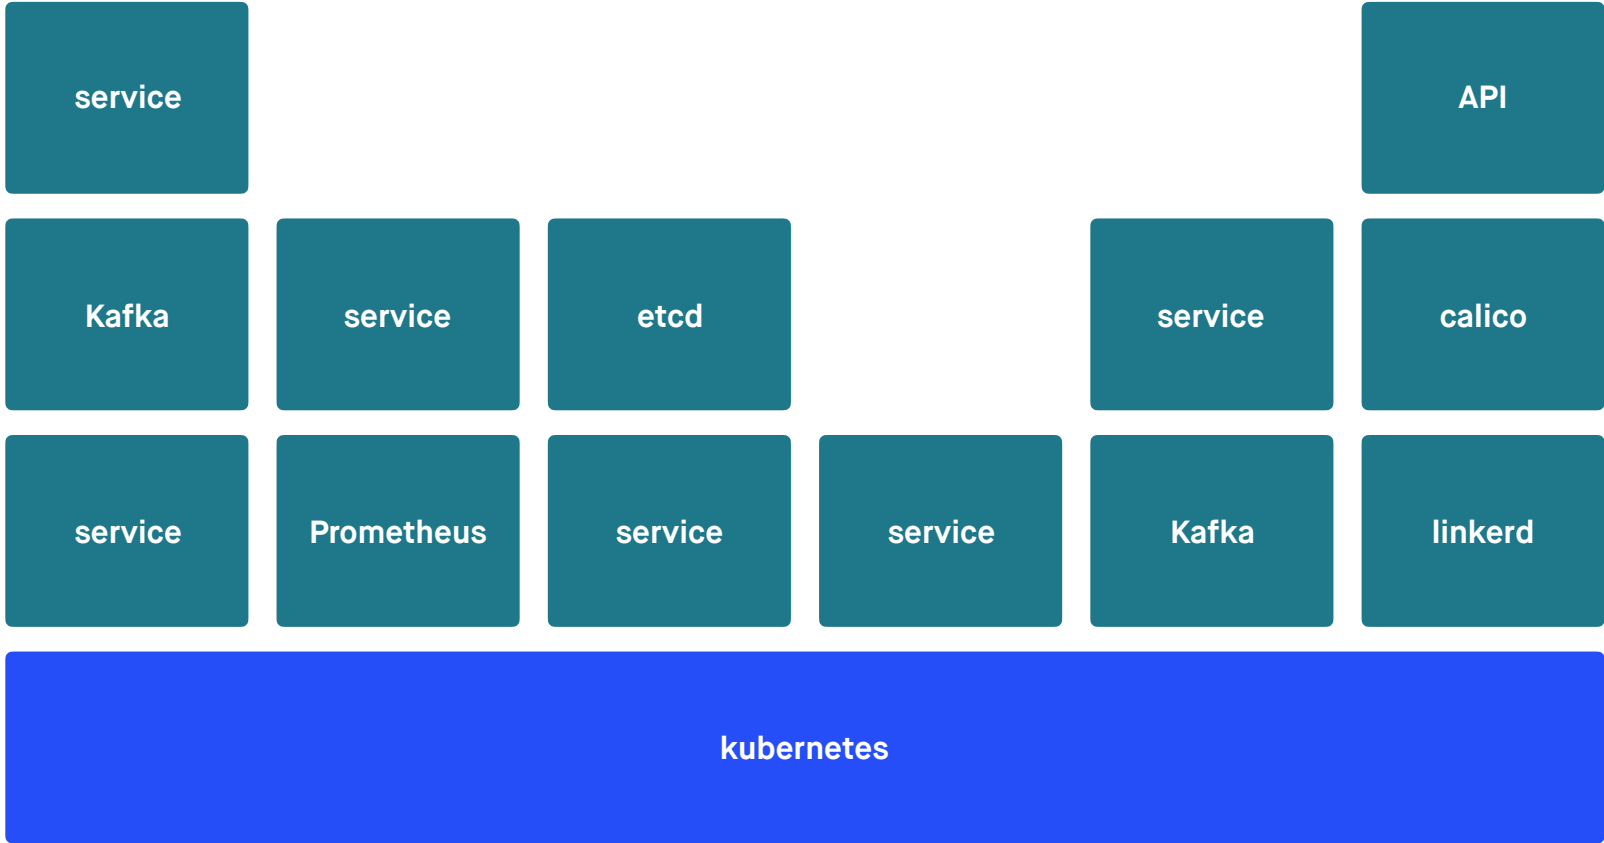 service
API
Kafka
service
etcd
service
calico
service
Prometheus
service
service
Kafka
linkerd
kubernetes